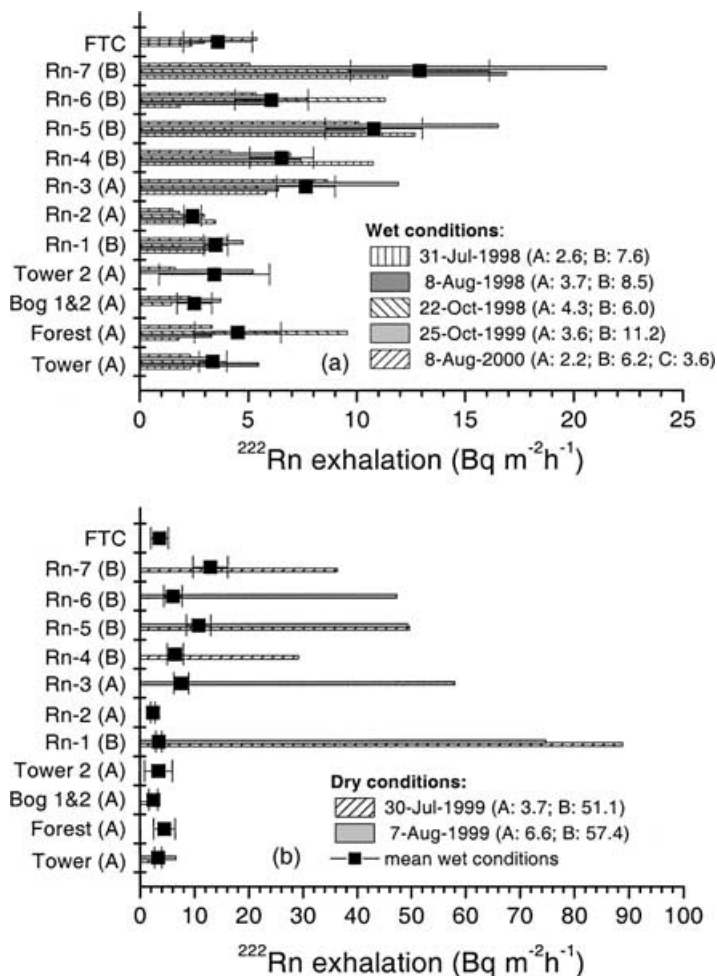 FTC
Rn-7 (B)
Rn-6 (B)
Rn-5 (B)
Rn-4 (B)
Rn-3 (A)
Rn-2 (A)
Rn-1 (B)
Tower 2 (A)
Bog 1&2 (A)
Forest (A)
Tower (A)
Wet conditions:
31-Jul-1998 (A: 2.6; B: 7.6)
8-Aug-1998 (A: 3.7; B: 8.5)
22-Oct-1998 (A: 4.3; B: 6.0)
25-Oct-1999 (A: 3.6; B: 11.2)
8-Aug-2000 (A: 2.2; B: 6.2; C: 3.6)
(a)
0 5 10 15 20 25
²²²Rn exhalation (Bq m⁻²h⁻¹)
FTC
Rn-7 (B)
Rn-6 (B)
Rn-5 (B)
Rn-4 (B)
Rn-3 (A)
Rn-2 (A)
Rn-1 (B)
Tower 2 (A)
Bog 1&2 (A)
Forest (A)
Tower (A)
Dry conditions:
30-Jul-1999 (A: 3.7; B: 51.1)
7-Aug-1999 (A: 6.6; B: 57.4)
mean wet conditions
(b)
0 10 20 30 40 50 60 70 80 90 100
²²²Rn exhalation (Bq m⁻²h⁻¹)